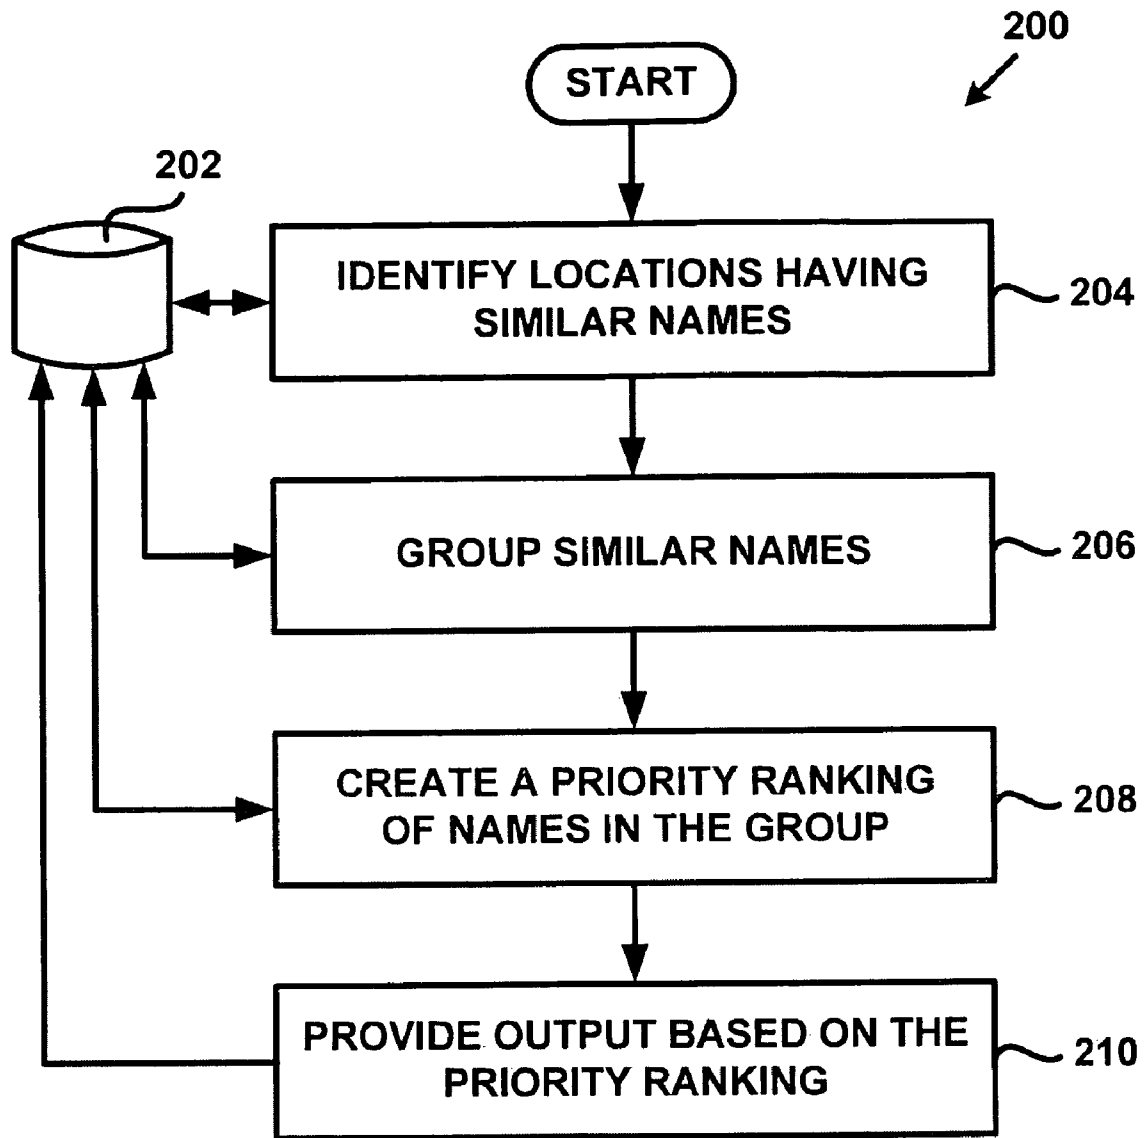 200
START
202
IDENTIFY LOCATIONS HAVING
SIMILAR NAMES
204
GROUP SIMILAR NAMES
206
CREATE A PRIORITY RANKING
OF NAMES IN THE GROUP
208
PROVIDE OUTPUT BASED ON THE
PRIORITY RANKING
210